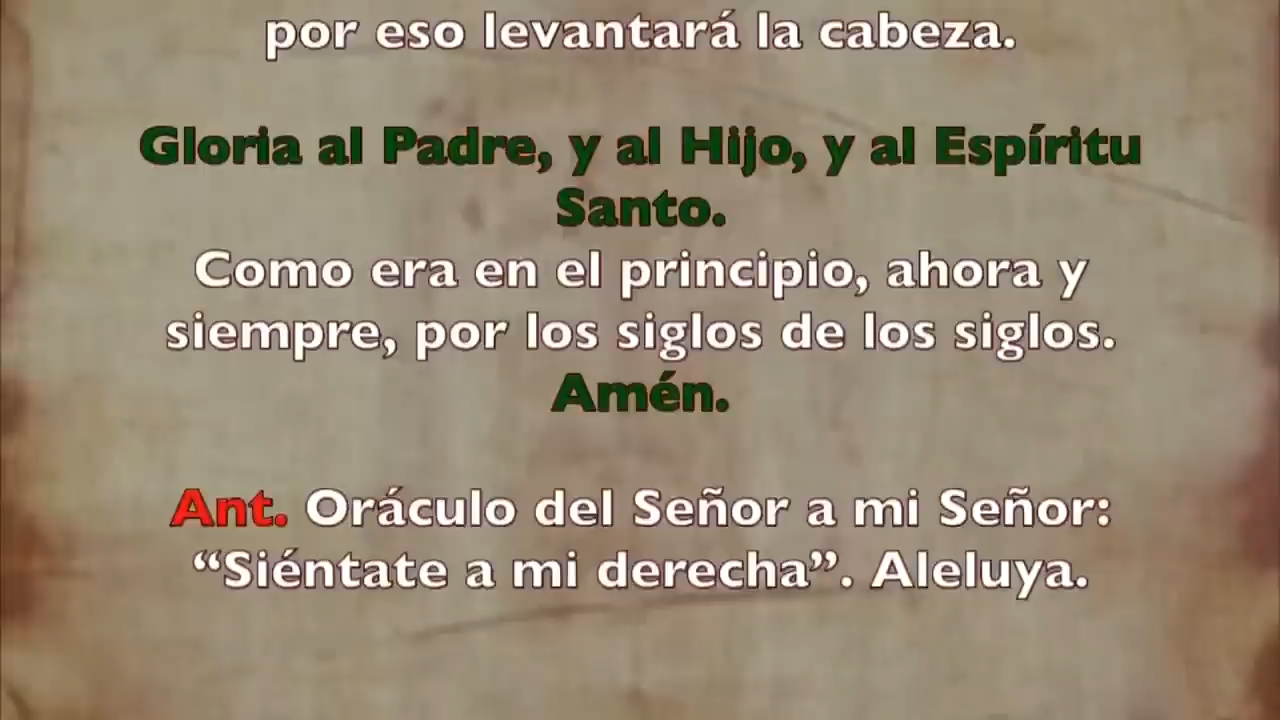 por eso levantará la cabeza.
Gloria al Padre, y al Hijo, y al Espíritu
Santo.
Como era en el principio, ahora y
siempre, por los siglos de los siglos.
Amén.
Ant. Oráculo del Señor a mi Señor:
“Siéntate a mi derecha”. Aleluya.